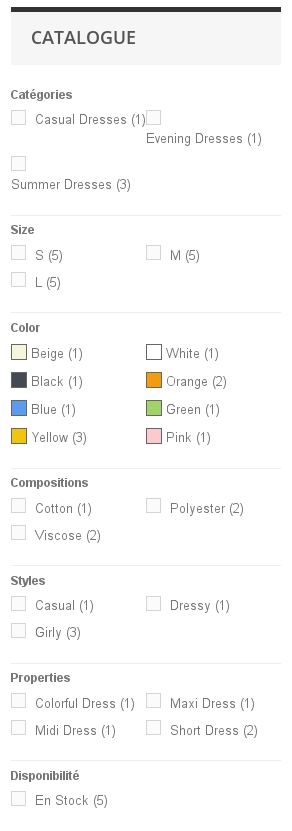 CATALOGUE
Catégories
Casual Dresses (1)
Evening Dresses (1)
Summer Dresses (3)
Size
S (5) M (5)
L (5)
Color
Beige (1) White (1)
Black (1) Orange (2)
Blue (1) Green (1)
Yellow (3) Pink (1)
Compositions
Cotton (1) Polyester (2)
Viscose (2)
Styles
Casual (1) Dressy (1)
Girly (3)
Properties
Colorful Dress (1) Maxi Dress (1)
Midi Dress (1) Short Dress (2)
Disponibilité
En Stock (5)